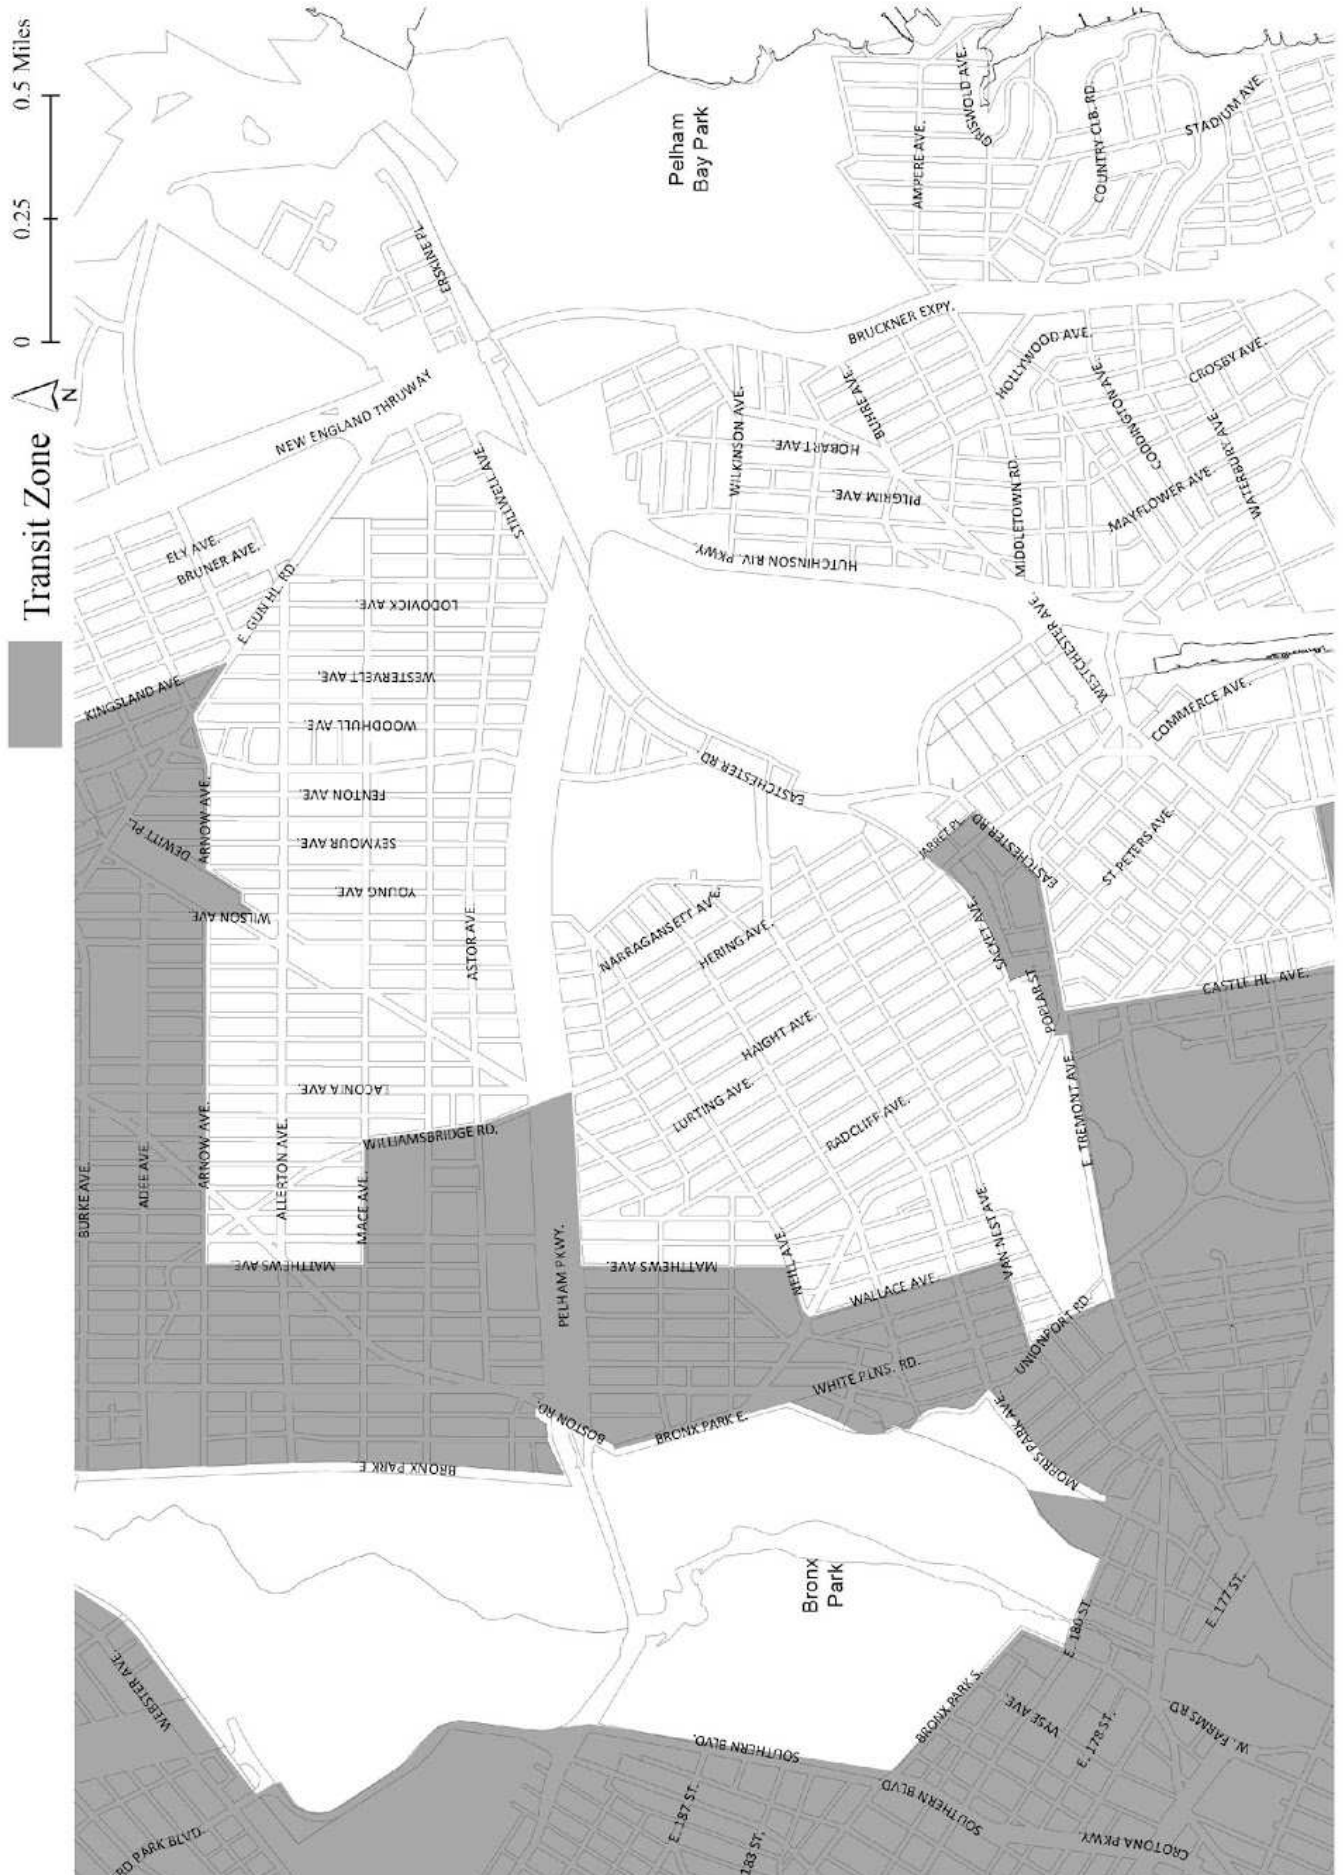 Transit Zone
N
0
0.25
0.5 Miles
KINGSLAND AVE.
ELY AVE.
BRUNER AVE.
E. GUN HL. RD.
NEW ENGLAND THRUWAY
ERSKINE PL.
STILLWELL AVE.
LODOVICK AVE.
WESTERVELT AVE.
WOODHULL AVE.
FENTON AVE.
SEYMOUR AVE.
YOUNG AVE.
WILSON AVE.
DEWITT PL.
ARNOW AVE.
ASTOR AVE.
LACONIA AVE.
WILLIAMSBRIDGE RD.
BURKE AVE.
ADEE AVE.
ARNOW AVE.
ALLERTON AVE.
MACE AVE.
MATTHEWS AVE.
PELHAM PKWY.
MATTHEWS AVE.
BOSTON RD.
BRONX PARK E.
BRONX PARK E.
WHITE PLNS. RD.
WALLACE AVE.
NEILL AVE.
VAN NEST AVE.
UNIONPORT RD.
MORRIS PARK AVE.
E. TREMONT AVE.
RADCLIFF AVE.
LURTING AVE.
HAIGHT AVE.
HERING AVE.
NARRAGANSETT AVE.
SACKET AVE.
POPLAR ST.
JARRET PL.
EASTCHESTER RD.
EASTCHESTER RD.
ST. PETERS AVE.
CASTLE HL. AVE.
COMMERCE AVE.
WESTCHESTER AVE.
HUTCHINSON RIV. PKWY.
PILGRIM AVE.
HOBART AVE.
WILKINSON AVE.
BUHRE AVE.
MIDDLETOWN RD.
BRUCKNER EXPY.
HOLLYWOOD AVE.
CODDINGTON AVE.
MAYFLOWER AVE.
WATERBURY AVE.
CROSBY AVE.
Pelham
Bay Park
AMPERE AVE.
GRISWOLD AVE.
COUNTRY CLB. RD.
STADIUM AVE.
Bronx
Park
WEBSTER AVE.
RD PARK BLVD.
SOUTHERN BLVD.
SOUTHERN BLVD
BRONX PARK S.
E. 180 ST.
VYSE AVE.
E. 178 ST.
E. 177 ST.
W. FARMS RD
CROTONA PKWY.
E. 187 ST.
183 ST.